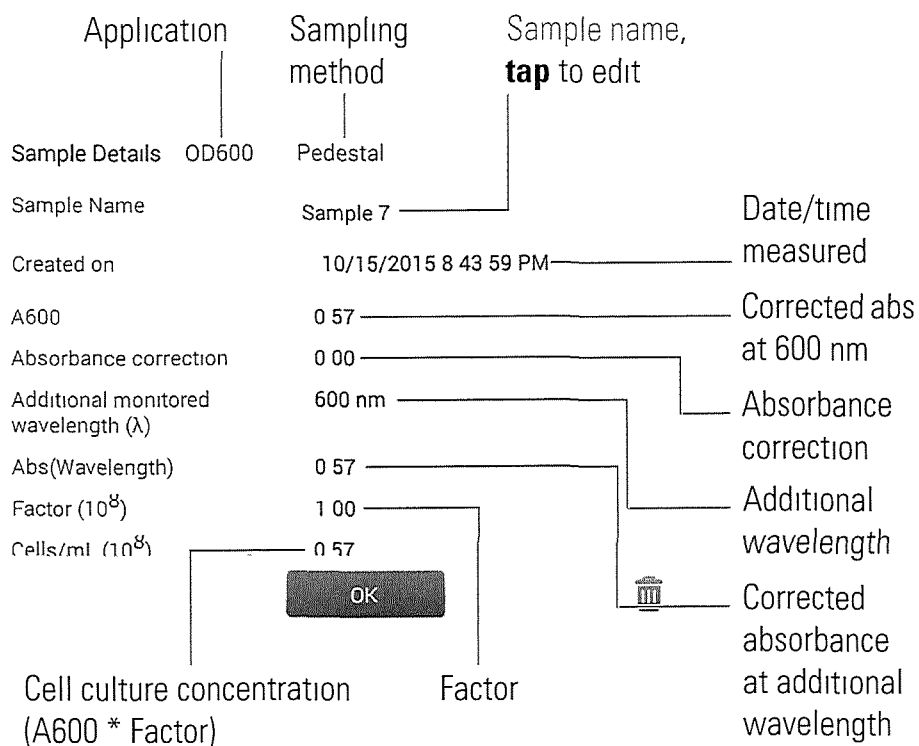 Application
Sampling
method
Sample name,
tap to edit
Sample Details OD600 Pedestal
Sample Name Sample 7
Date/time
measured
Created on 10/15/2015 8 43 59 PM
A600 0 57
Corrected abs
at 600 nm
Absorbance correction 0 00
Absorbance
correction
Additional monitored
wavelength (λ)
600 nm
Additional
wavelength
Abs(Wavelength) 0 57
Factor (10⁸) 1 00
Cells/mL (10⁸) 0 57
OK
Corrected
absorbance
at additional
wavelength
Cell culture concentration
(A600 * Factor)
Factor